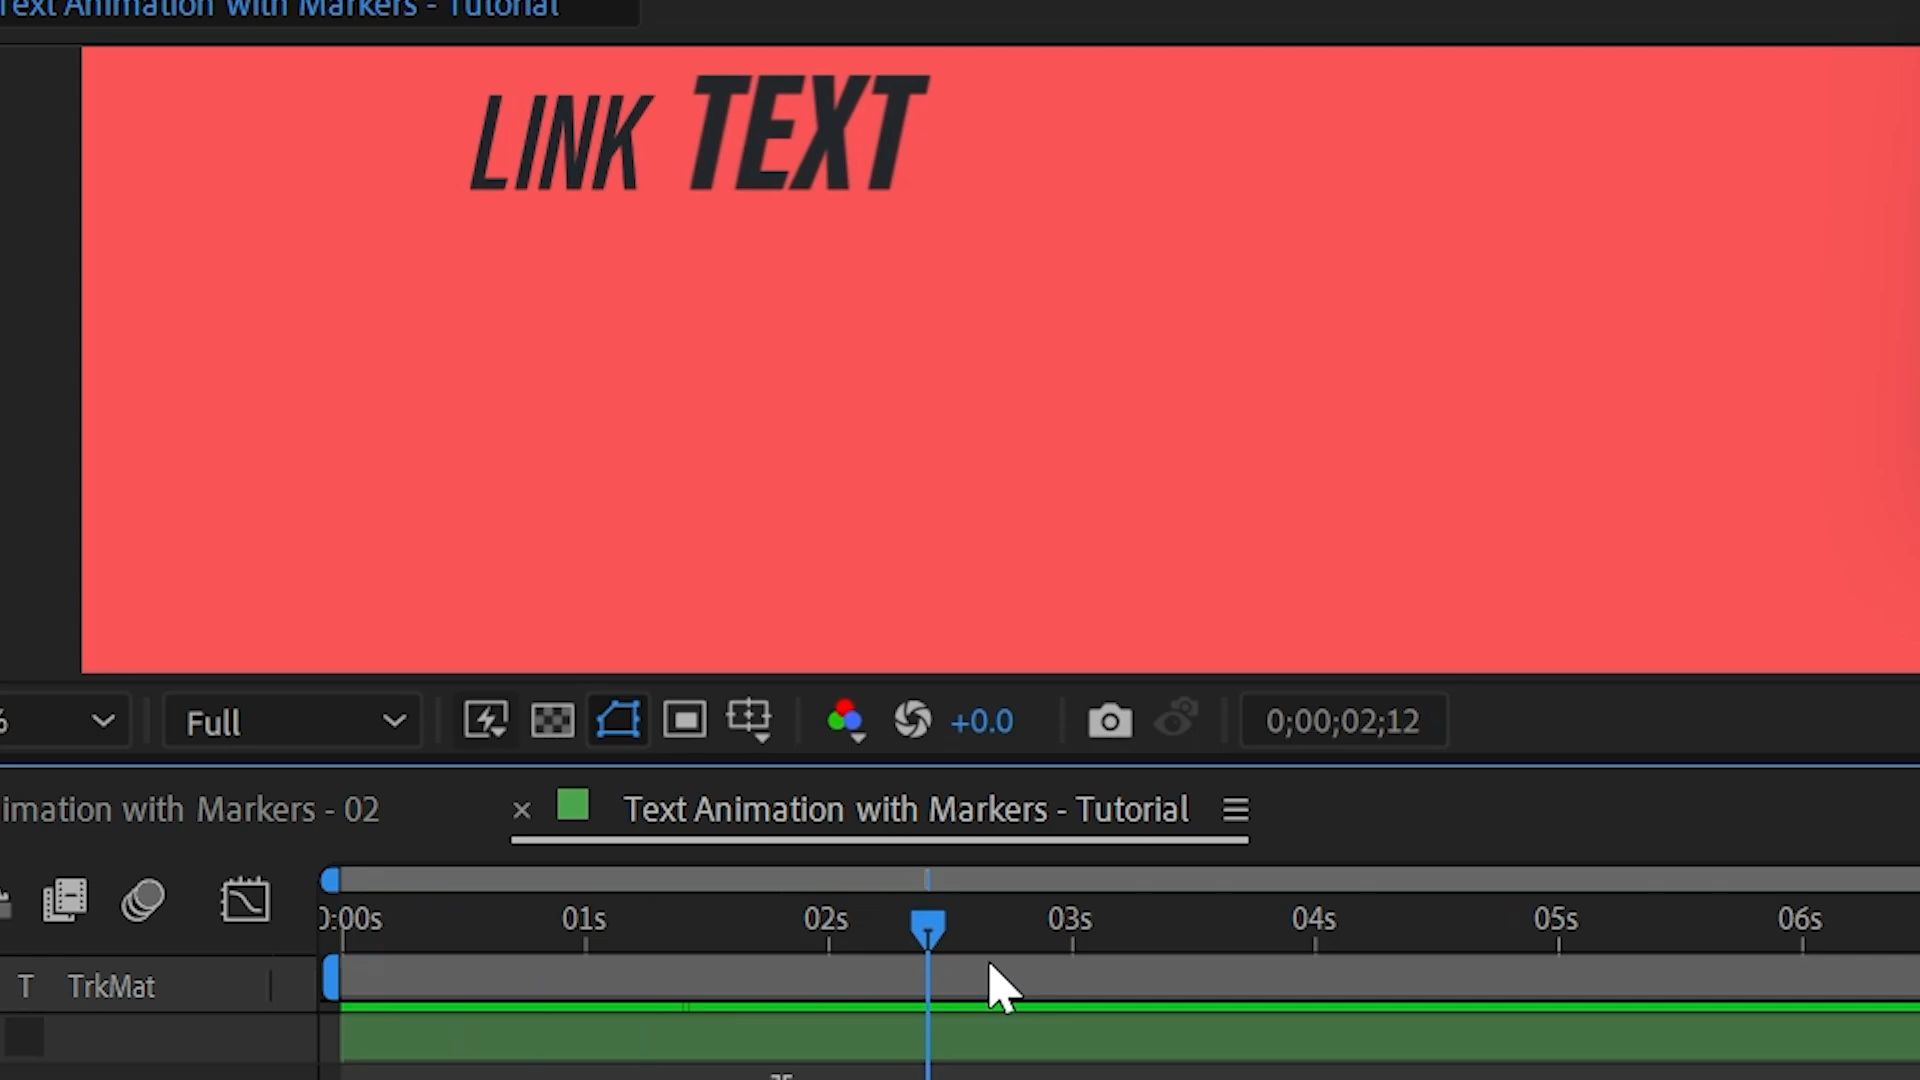 Text Animation with Markers - Tutorial
LINK TEXT
%
Full
+0.0
0;00;02;12
imation with Markers - 02
× Text Animation with Markers - Tutorial
0:00s 01s 02s 03s 04s 05s 06s
T TrkMat